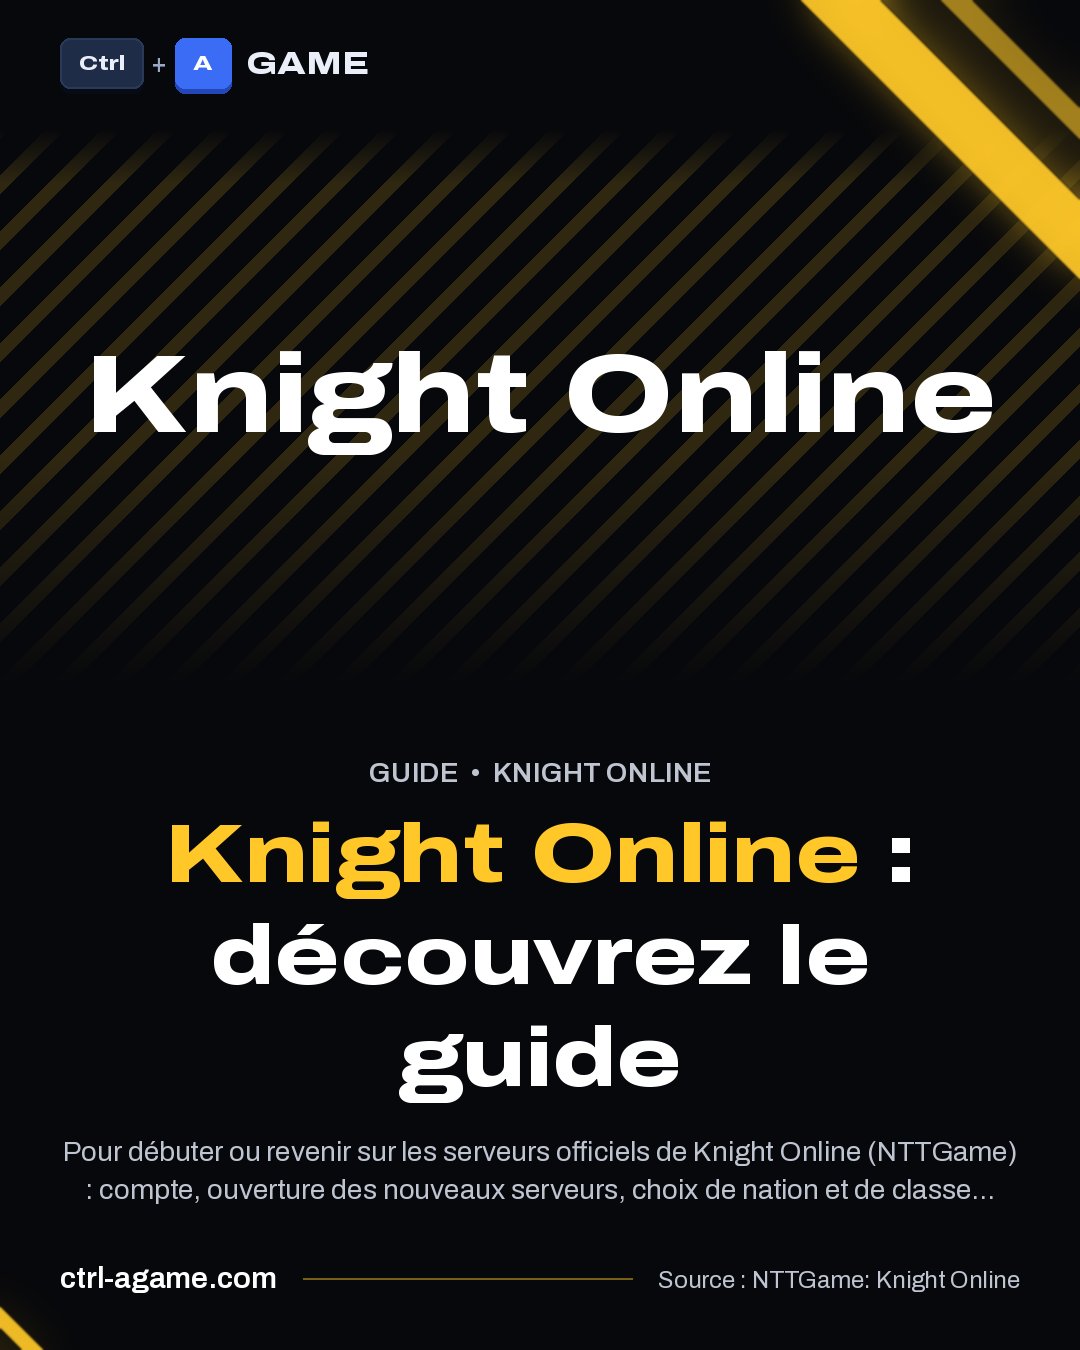 Ctrl + A GAME
Knight Online
GUIDE • KNIGHT ONLINE
Knight Online :
découvrez le
guide
Pour débuter ou revenir sur les serveurs officiels de Knight Online (NTTGame)
: compte, ouverture des nouveaux serveurs, choix de nation et de classe...
ctrl-agame.com
Source : NTTGame: Knight Online